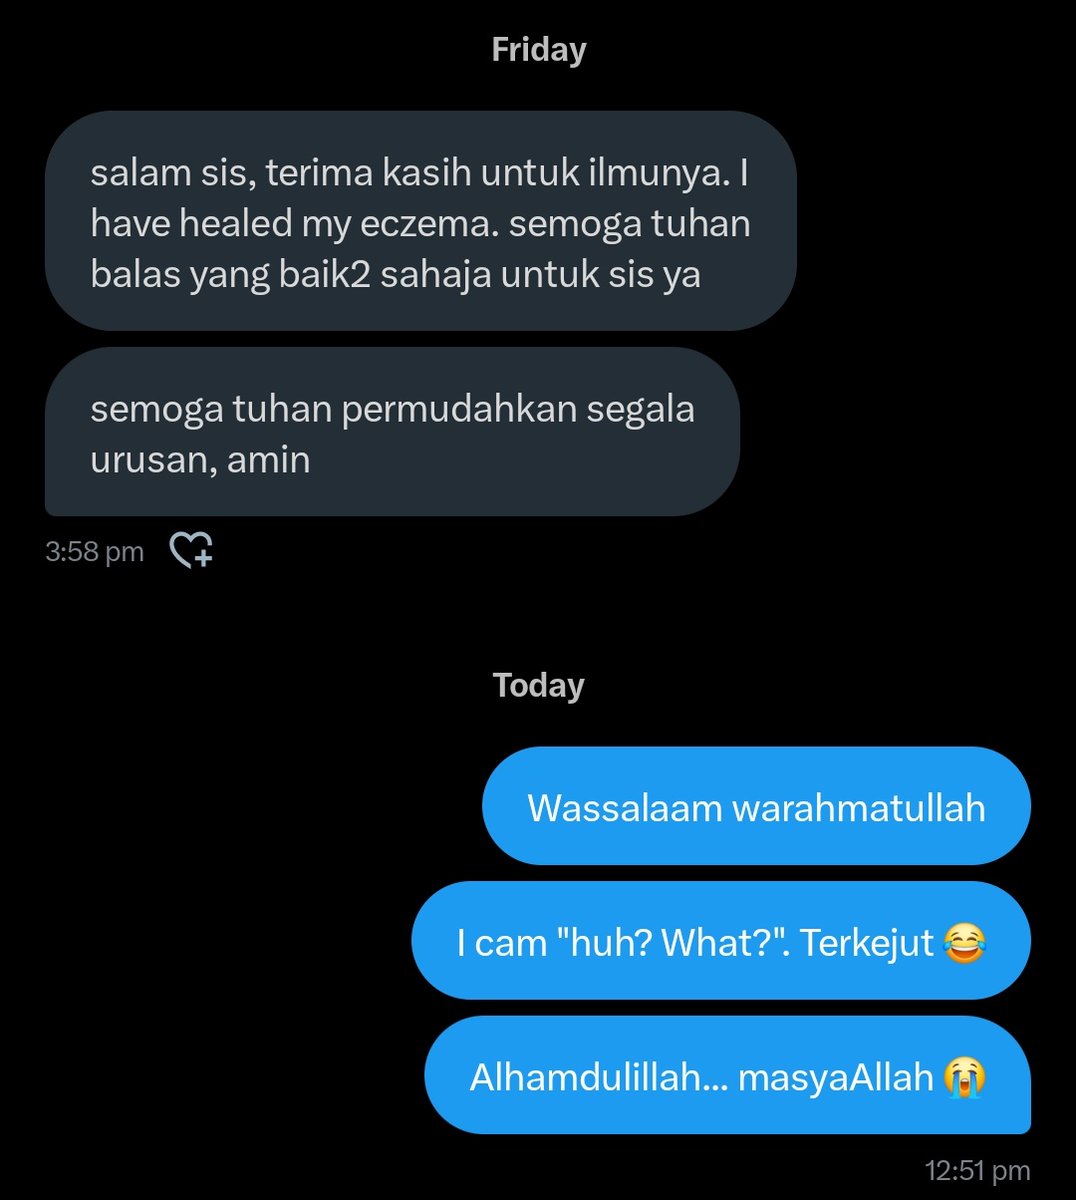 Friday
salam sis, terima kasih untuk ilmunya. I
have healed my eczema. semoga tuhan
balas yang baik2 sahaja untuk sis ya
semoga tuhan permudahkan segala
urusan, amin
3:58 pm
Today
Wassalaam warahmatullah
I cam "huh? What?". Terkejut 😂
Alhamdulillah... masyaAllah 😭
12:51 pm